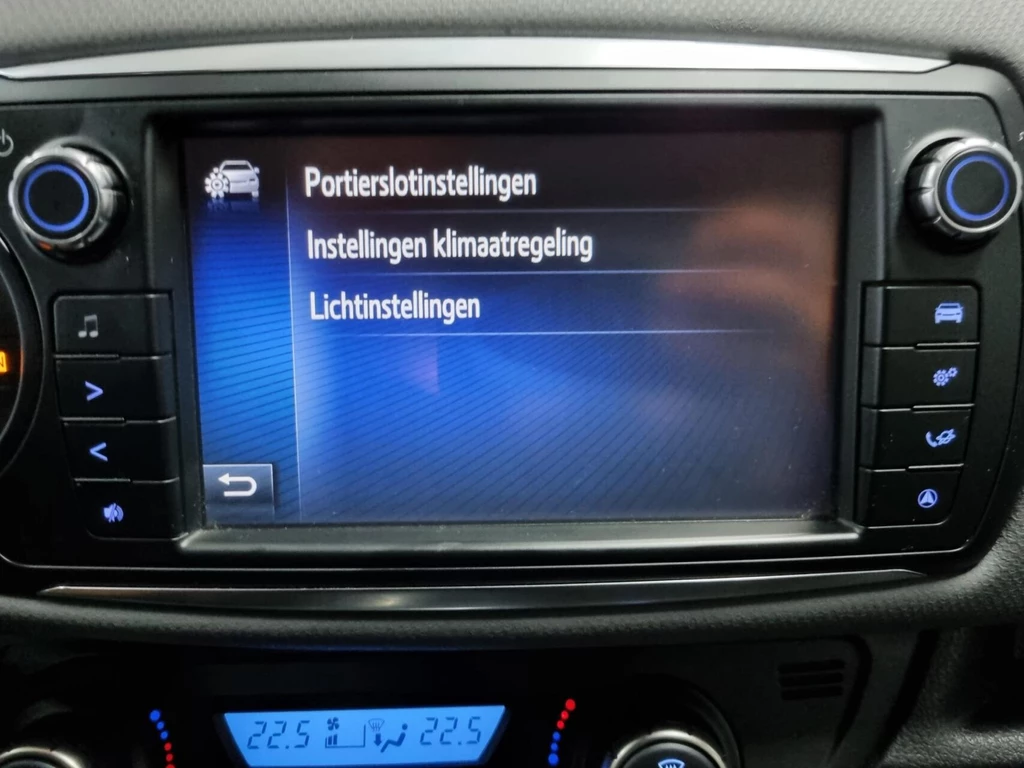 Portierslotinstellingen
Instellingen klimaatregeling
Lichtinstellingen
22.5 22.5